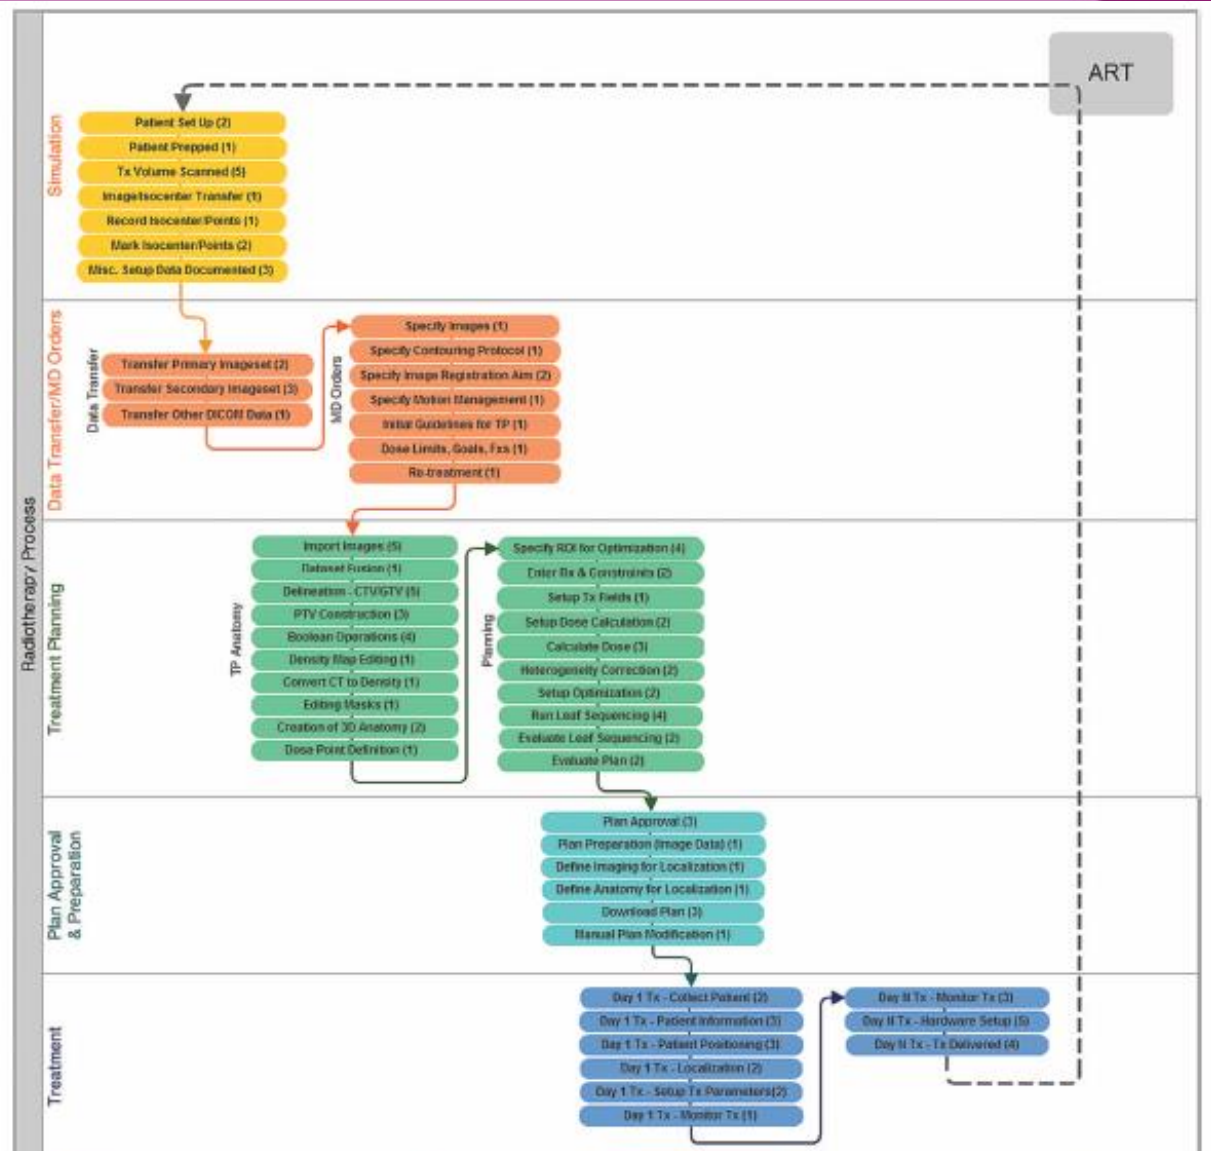 ART
Radiotherapy Process
Simulation
Patient Set Up (2)
Patient Prepped (1)
Tx Volume Scanned (5)
Image/Isocenter Transfer (1)
Record Isocenter/Points (1)
Mark Isocenter/Points (2)
Misc. Setup Data Documented (3)
Data Transfer/MD Orders
Data Transfer
Transfer Primary Imageset (2)
Transfer Secondary Imageset (3)
Transfer Other DICOM Data (1)
MD Orders
Specify Images (1)
Specify Contouring Protocol (1)
Specify Image Registration Aim (2)
Specify Motion Management (1)
Initial Guidelines for TP (1)
Dose Limits, Goals, Fxs (1)
Re-treatment (1)
Treatment Planning
TP Anatomy
Import Images (5)
Dataset Fusion (1)
Delineation - CTV/GTV (5)
PTV Construction (3)
Boolean Operations (4)
Density Map Editing (1)
Convert CT to Density (1)
Editing Masks (1)
Creation of 3D Anatomy (2)
Dose Point Definition (1)
Planning
Specify ROI for Optimization (4)
Enter Rx & Constraints (2)
Setup Tx Fields (1)
Setup Dose Calculation (2)
Calculate Dose (3)
Heterogeneity Correction (2)
Setup Optimization (2)
Run Leaf Sequencing (4)
Evaluate Leaf Sequencing (2)
Evaluate Plan (2)
Plan Approval
& Preparation
Plan Approval (3)
Plan Preparation (Image Data) (1)
Define Imaging for Localization (1)
Define Anatomy for Localization (1)
Download Plan (3)
Manual Plan Modification (1)
Treatment
Day 1 Tx - Collect Patient (2)
Day 1 Tx - Patient Information (3)
Day 1 Tx - Patient Positioning (3)
Day 1 Tx - Localization (2)
Day 1 Tx - Setup Tx Parameters(2)
Day 1 Tx - Monitor Tx (1)
Day N Tx - Monitor Tx (3)
Day N Tx - Hardware Setup (5)
Day N Tx - Tx Delivered (4)